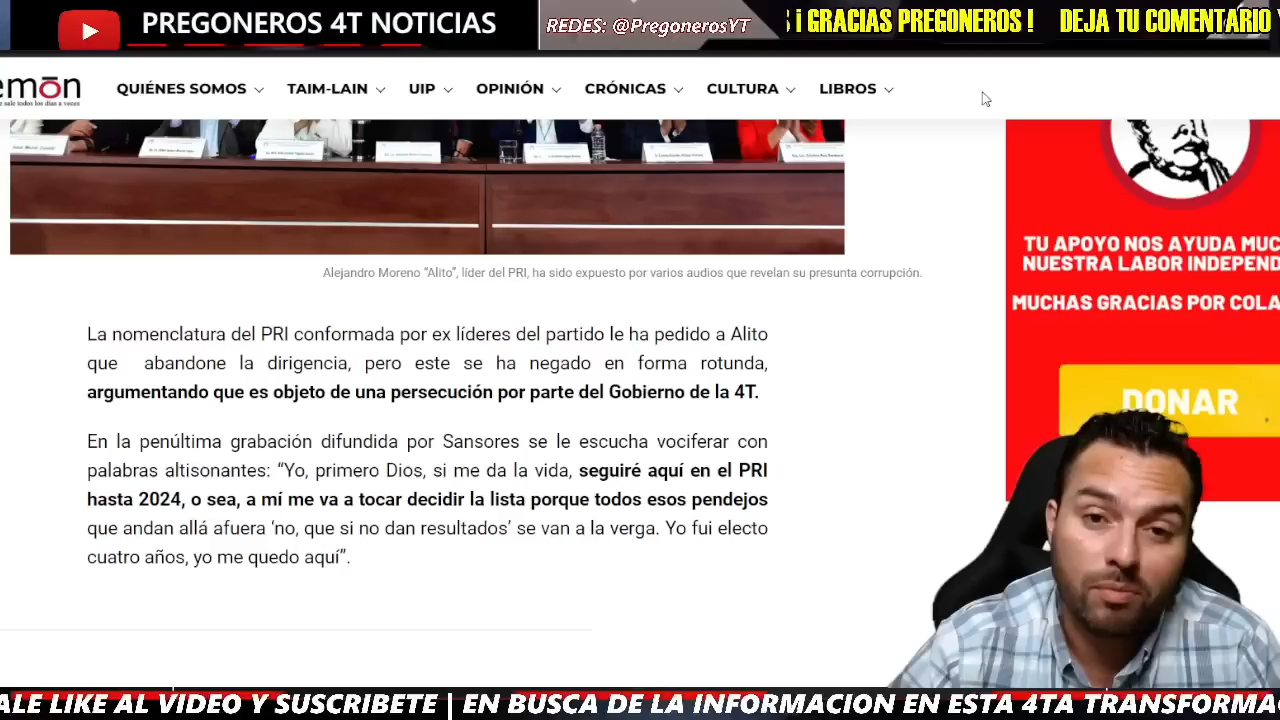 PREGONEROS 4T NOTICIAS
REDES: @PregonerosYT
¡ GRACIAS PREGONEROS ! DEJA TU COMENTARIO
emōn
sale todos los días a veces
QUIÉNES SOMOS TAIM-LAIN UIP OPINIÓN CRÓNICAS CULTURA LIBROS
TU APOYO NOS AYUDA MUC
NUESTRA LABOR INDEPEND
MUCHAS GRACIAS POR COLA
DONAR
Alejandro Moreno “Alito”, líder del PRI, ha sido expuesto por varios audios que revelan su presunta corrupción.
La nomenclatura del PRI conformada por ex líderes del partido le ha pedido a Alito
que abandone la dirigencia, pero este se ha negado en forma rotunda,
argumentando que es objeto de una persecución por parte del Gobierno de la 4T.
En la penúltima grabación difundida por Sansores se le escucha vociferar con
palabras altisonantes: “Yo, primero Dios, si me da la vida, seguiré aquí en el PRI
hasta 2024, o sea, a mí me va a tocar decidir la lista porque todos esos pendejos
que andan allá afuera ‘no, que si no dan resultados’ se van a la verga. Yo fui electo
cuatro años, yo me quedo aquí”.
ALE LIKE AL VIDEO Y SUSCRIBETE | EN BUSCA DE LA INFORMACION EN ESTA 4TA TRANSFORMA